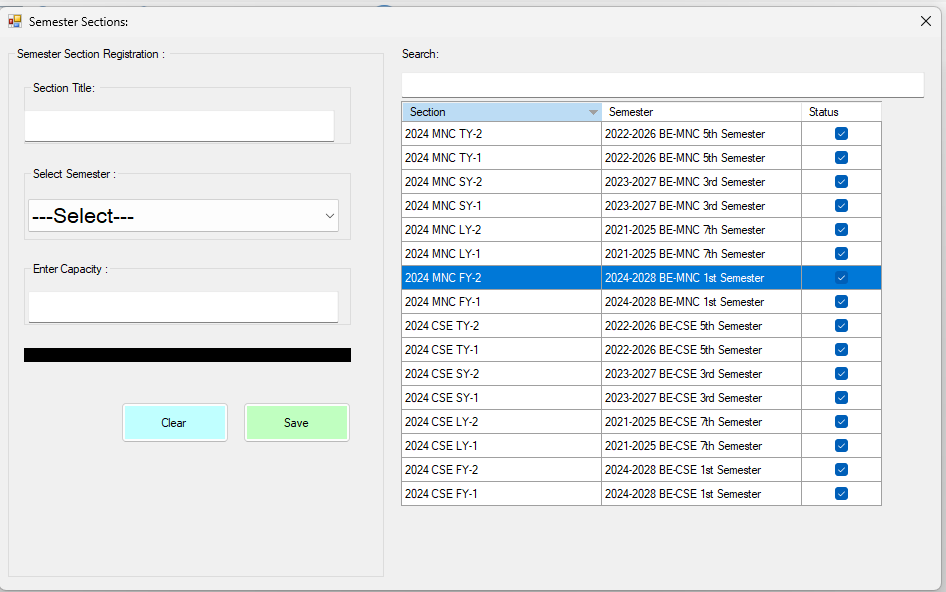 Semester Sections:
Semester Section Registration :
Section Title:
Select Semester :
---Select---
Enter Capacity :
Clear Save
Search:
Section Semester Status
2024 MNC TY-2 2022-2026 BE-MNC 5th Semester
2024 MNC TY-1 2022-2026 BE-MNC 5th Semester
2024 MNC SY-2 2023-2027 BE-MNC 3rd Semester
2024 MNC SY-1 2023-2027 BE-MNC 3rd Semester
2024 MNC LY-2 2021-2025 BE-MNC 7th Semester
2024 MNC LY-1 2021-2025 BE-MNC 7th Semester
2024 MNC FY-2 2024-2028 BE-MNC 1st Semester
2024 MNC FY-1 2024-2028 BE-MNC 1st Semester
2024 CSE TY-2 2022-2026 BE-CSE 5th Semester
2024 CSE TY-1 2022-2026 BE-CSE 5th Semester
2024 CSE SY-2 2023-2027 BE-CSE 3rd Semester
2024 CSE SY-1 2023-2027 BE-CSE 3rd Semester
2024 CSE LY-2 2021-2025 BE-CSE 7th Semester
2024 CSE LY-1 2021-2025 BE-CSE 7th Semester
2024 CSE FY-2 2024-2028 BE-CSE 1st Semester
2024 CSE FY-1 2024-2028 BE-CSE 1st Semester